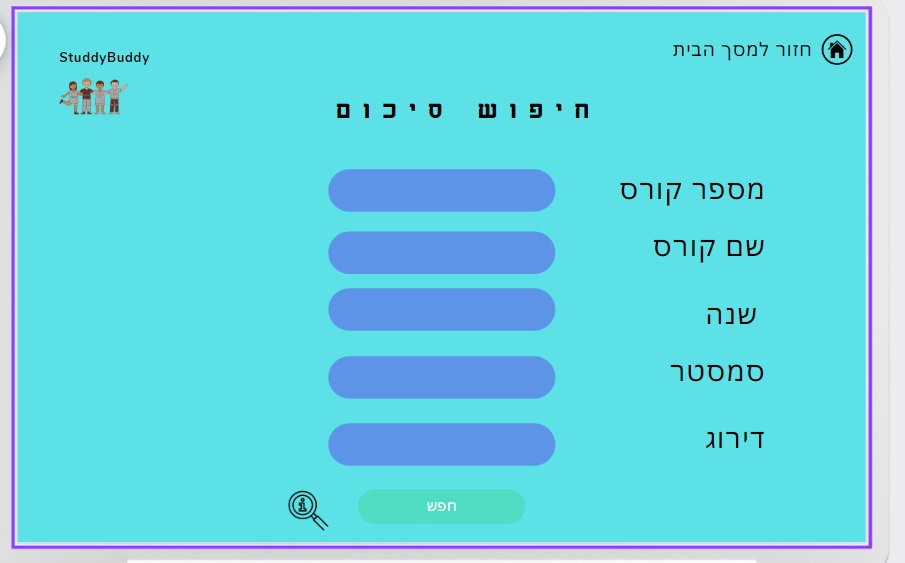 חזור למסך הבית
StuddyBuddy
חיפוש סיכום
מספר קורס
שם קורס
שנה
סמסטר
דירוג
חפש